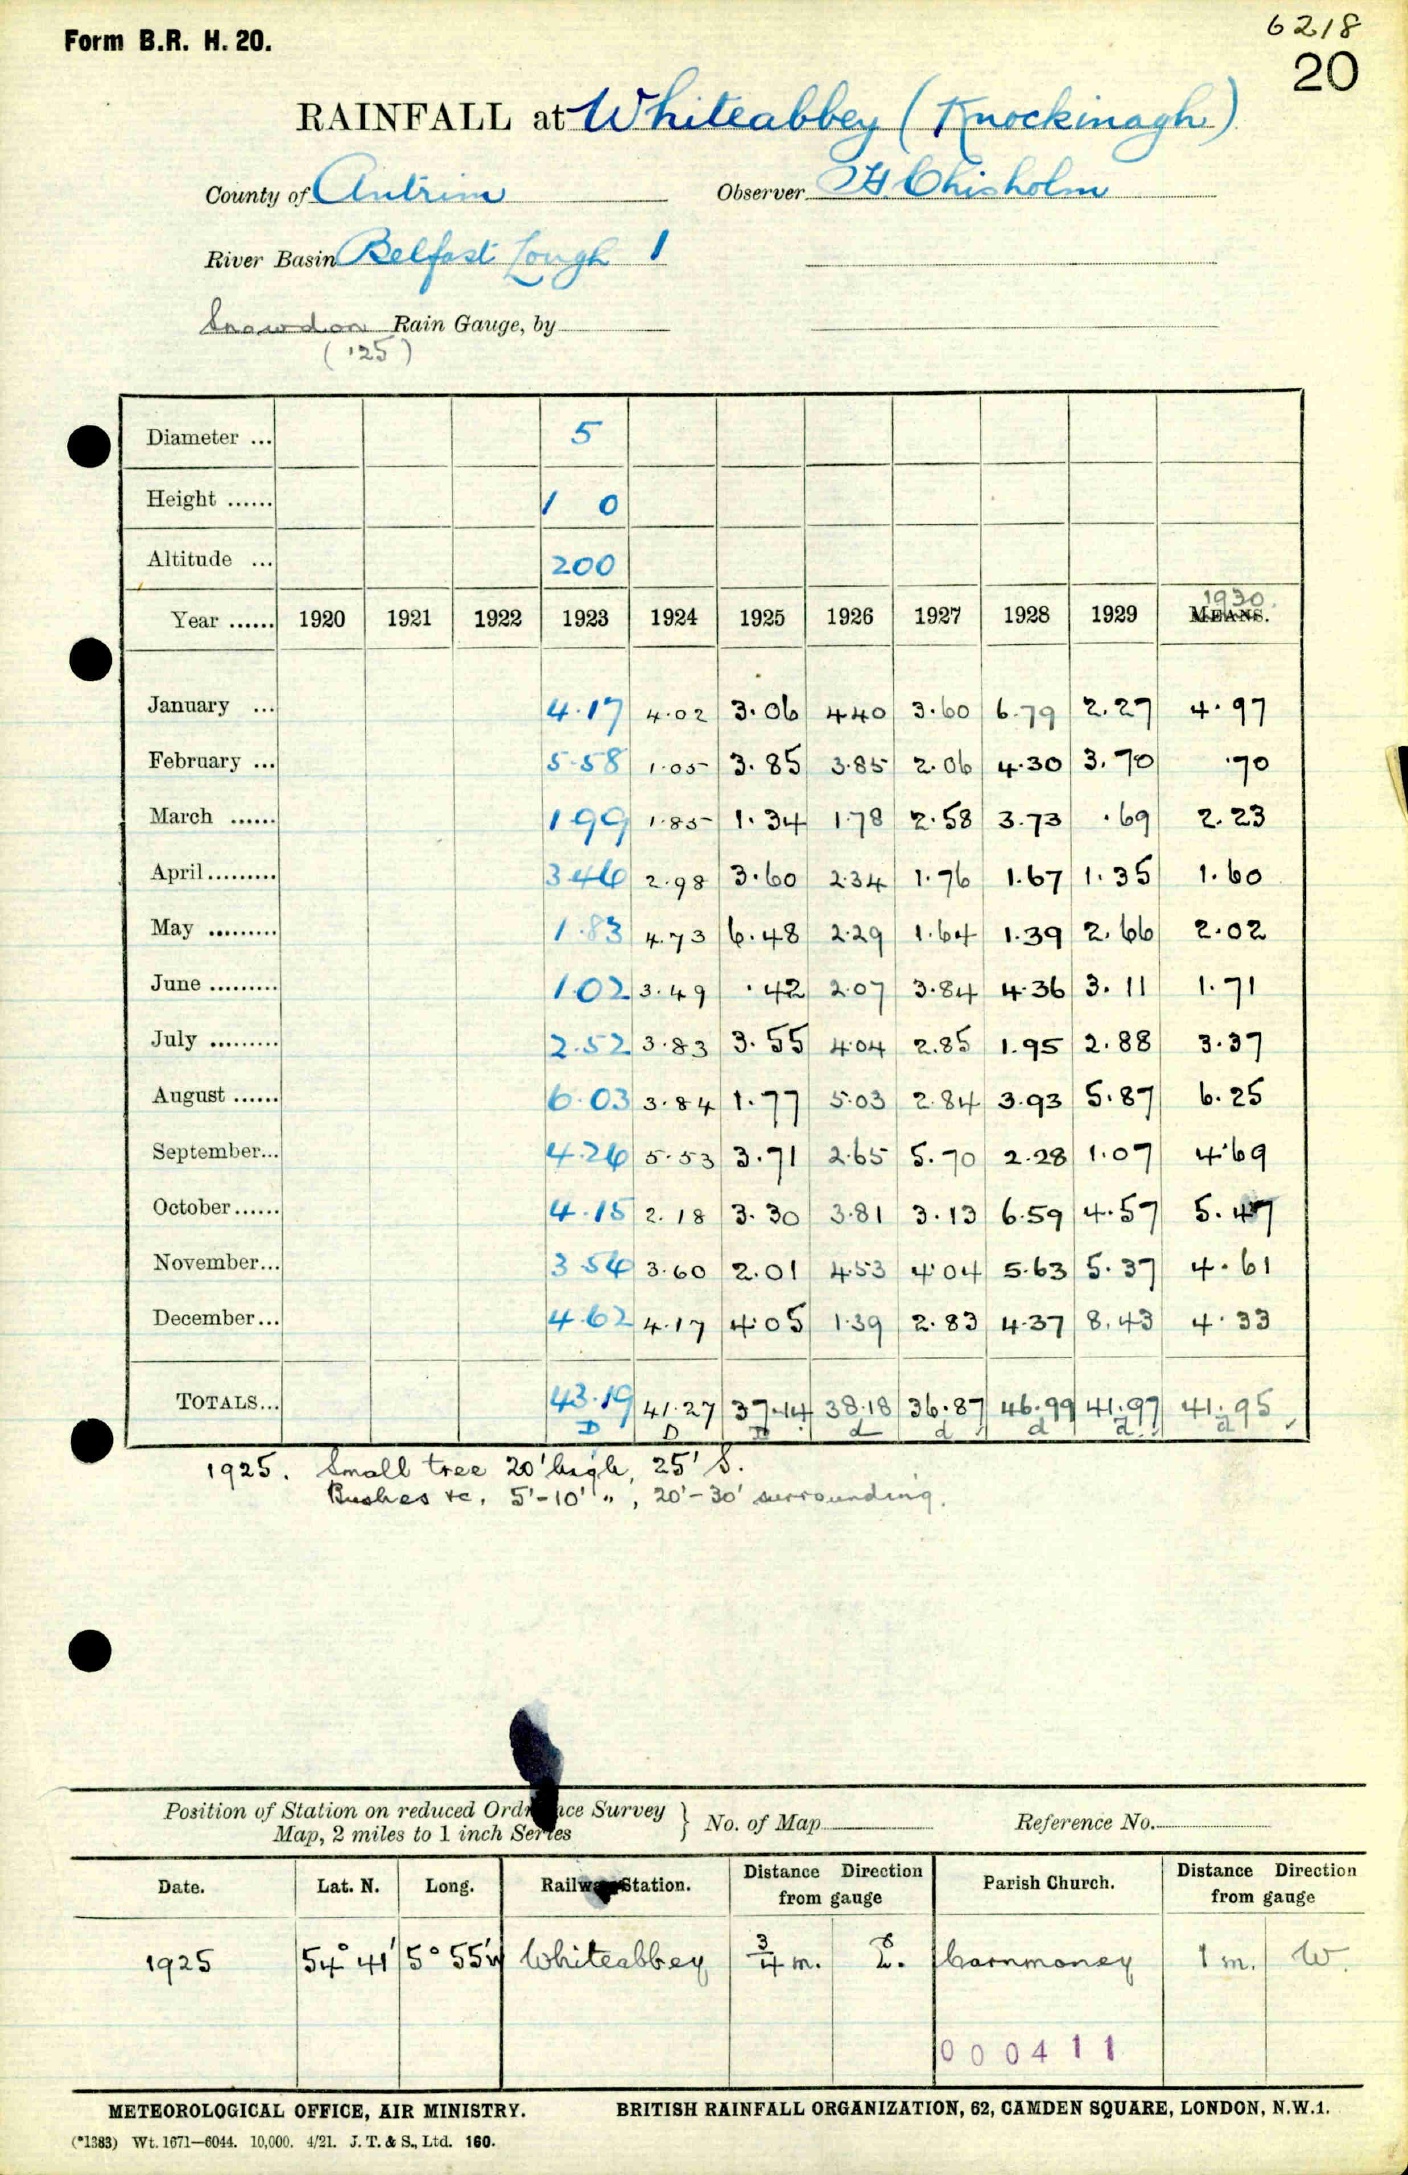 6218
Form B.R. H. 20.
20
RAINFALL at Whiteabbey (Knockinagh)
County of Antrim Observer H. Chisholm
River Basin Belfast Lough 1
Snowdon Rain Gauge, by
('25)
Diameter ... 5
Height ...... 1 0
Altitude ... 200
1930.
Year ...... 1920 1921 1922 1923 1924 1925 1926 1927 1928 1929 MEANS.
January ... 4.17 4.02 3.06 4.40 3.60 6.79 2.27 4.97
February ... 5.58 1.05 3.85 3.85 2.06 4.30 3.70 .70
March ...... 1.99 1.85 1.34 1.78 2.58 3.73 .69 2.23
April ......... 3.46 2.98 3.60 2.34 1.76 1.67 1.35 1.60
May ......... 1.83 4.73 6.48 2.29 1.64 1.39 2.66 2.02
June ......... 1.02 3.49 .42 2.07 3.84 4.36 3.11 1.71
July ......... 2.52 3.83 3.55 4.04 2.85 1.95 2.88 3.37
August ...... 6.03 3.84 1.77 5.03 2.84 3.93 5.87 6.25
September... 4.26 5.53 3.71 2.65 5.70 2.28 1.07 4.69
October ...... 4.15 2.18 3.30 3.81 3.13 6.59 4.57 5.47
November... 3.56 3.60 2.01 4.53 4.04 5.63 5.37 4.61
December... 4.62 4.17 4.05 1.39 2.83 4.37 8.43 4.33
TOTALS... 43.19 41.27 37.14 38.18 36.87 46.99 41.97 41.95
D D D d d d d d
1925. Small tree 20' high, 25' S.
Bushes &c. 5'-10' ", 20'-30' surrounding.
Position of Station on reduced Ordnance Survey
Map, 2 miles to 1 inch Series } No. of Map Reference No.
Date. Lat. N. Long. Railway Station. Distance Direction from gauge Parish Church. Distance Direction from gauge
1925 54° 41' 5° 55'W Whiteabbey 3/4 m. E. Carnmoney 1 m. W.
000411
METEOROLOGICAL OFFICE, AIR MINISTRY. BRITISH RAINFALL ORGANIZATION, 62, CAMDEN SQUARE, LONDON, N.W.1.
(*1383) Wt. 1671—6044. 10,000. 4/21. J. T. & S., Ltd. 160.